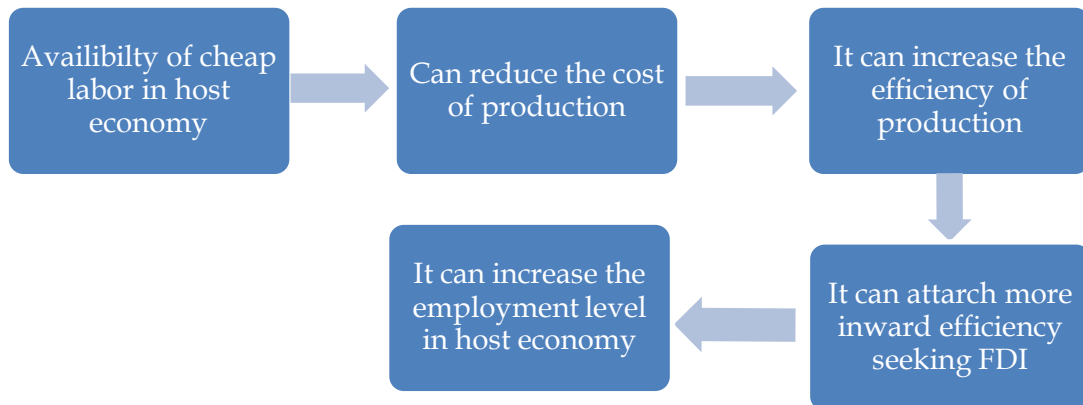 Availibilty of cheap
labor in host
economy
Can reduce the cost
of production
It can increase the
efficiency of
production
It can attarch more
inward efficiency
seeking FDI
It can increase the
employment level
in host economy